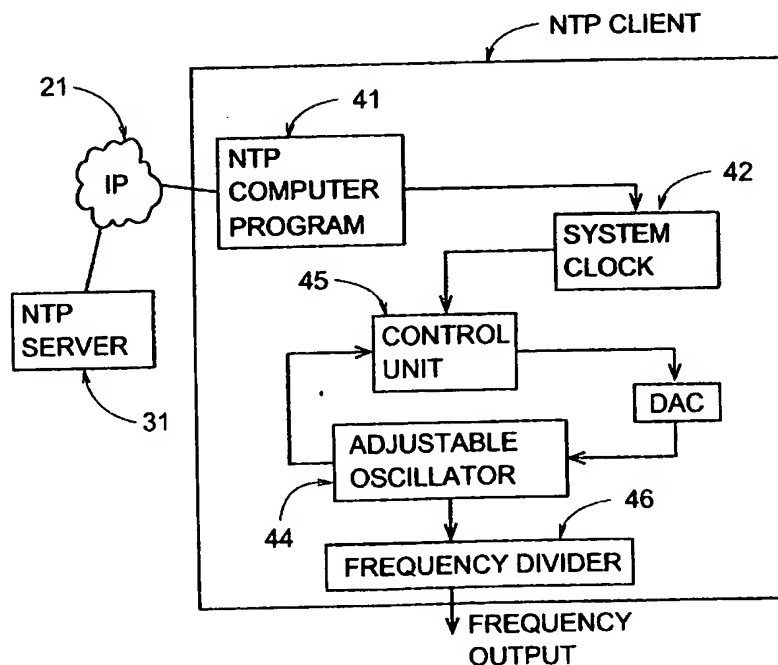 NTP CLIENT
21
41
IP
NTP
COMPUTER
PROGRAM
42
SYSTEM
CLOCK
45
NTP
SERVER
CONTROL
UNIT
31
DAC
ADJUSTABLE
OSCILLATOR
44
46
FREQUENCY DIVIDER
FREQUENCY
OUTPUT